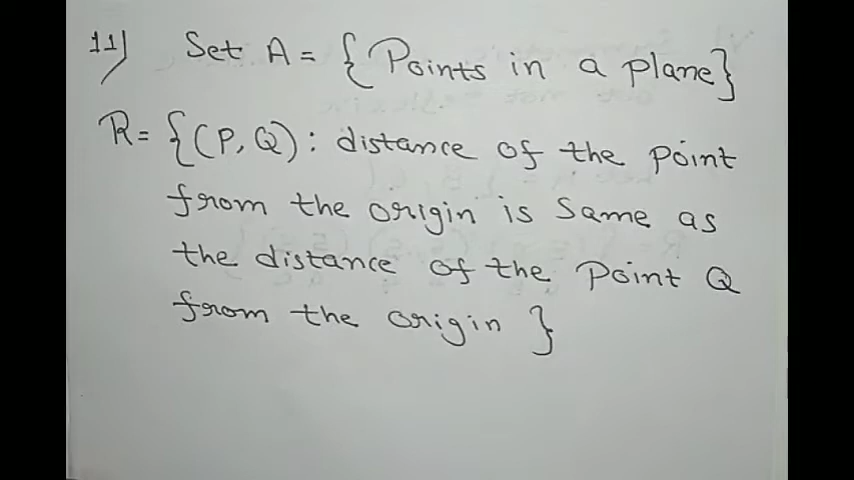 11) Set A = {Points in a plane}
R = {(P, Q) : distance of the point
from the origin is same as
the distance of the Point Q
from the origin }